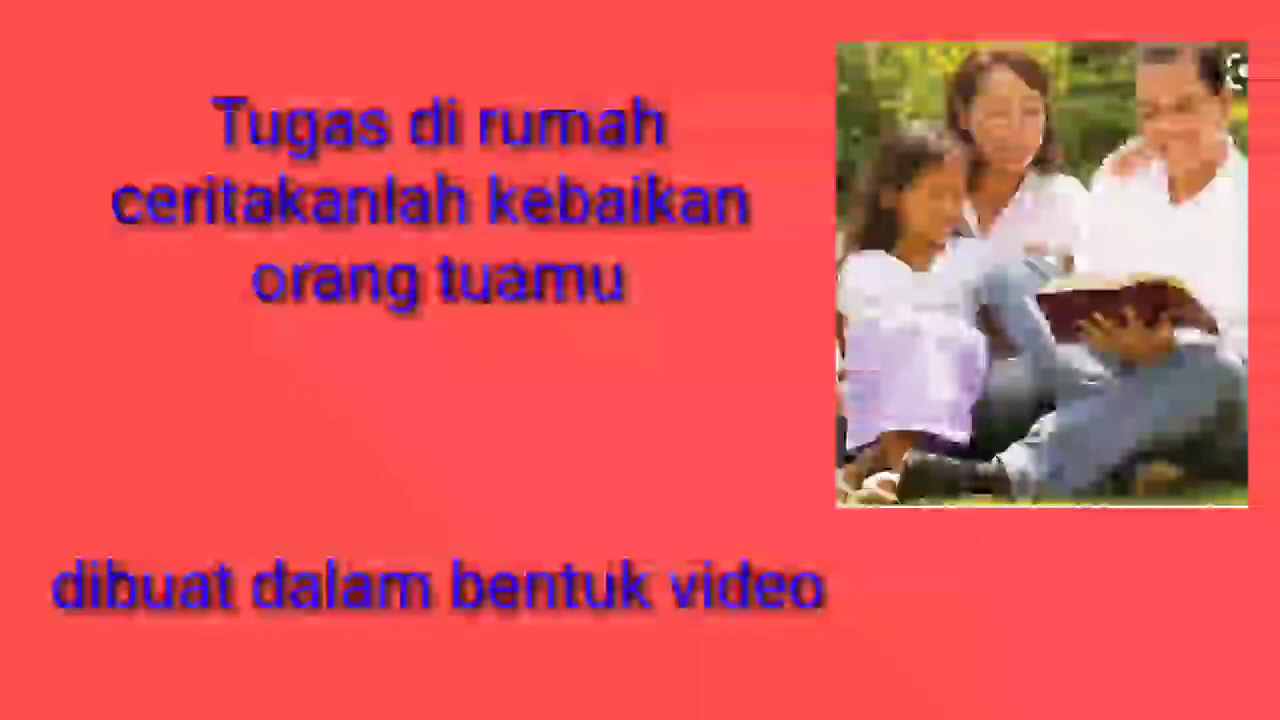 Tugas di rumah
ceritakanlah kebaikan
orang tuamu
dibuat dalam bentuk video